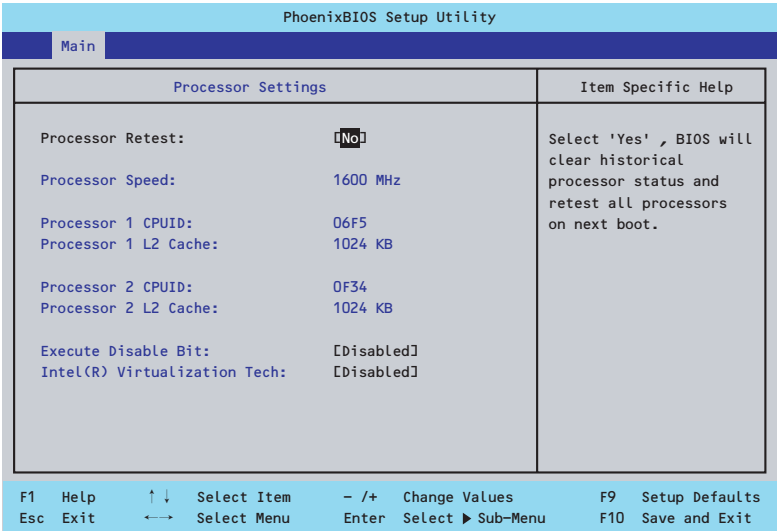 PhoenixBIOS Setup Utility
Main
Processor Settings
Item Specific Help
Processor Retest: [No]
Processor Speed: 1600 MHz
Processor 1 CPUID: 06F5
Processor 1 L2 Cache: 1024 KB
Processor 2 CPUID: 0F34
Processor 2 L2 Cache: 1024 KB
Execute Disable Bit: [Disabled]
Intel(R) Virtualization Tech: [Disabled]
Select 'Yes' , BIOS will
clear historical
processor status and
retest all processors
on next boot.
F1 Help ↑↓ Select Item - /+ Change Values F9 Setup Defaults
Esc Exit ←→ Select Menu Enter Select ▶ Sub-Menu F10 Save and Exit